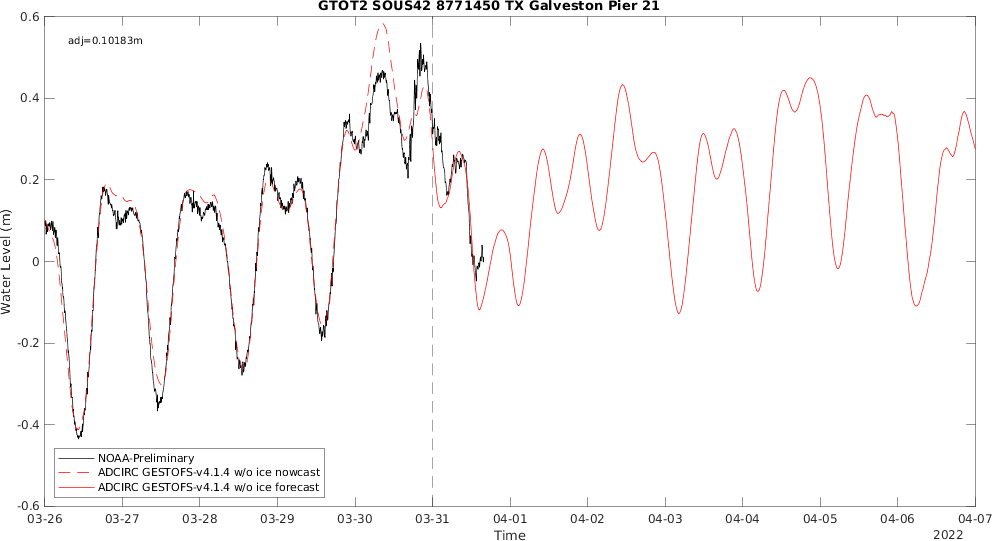 GTOT2 SOUS42 8771450 TX Galveston Pier 21
adj=0.10183m
Water Level (m)
0.6
0.4
0.2
0
-0.2
-0.4
-0.6
NOAA-Preliminary
ADCIRC GESTOFS-v4.1.4 w/o ice nowcast
ADCIRC GESTOFS-v4.1.4 w/o ice forecast
03-26 03-27 03-28 03-29 03-30 03-31 04-01 04-02 04-03 04-04 04-05 04-06 04-07
Time
2022